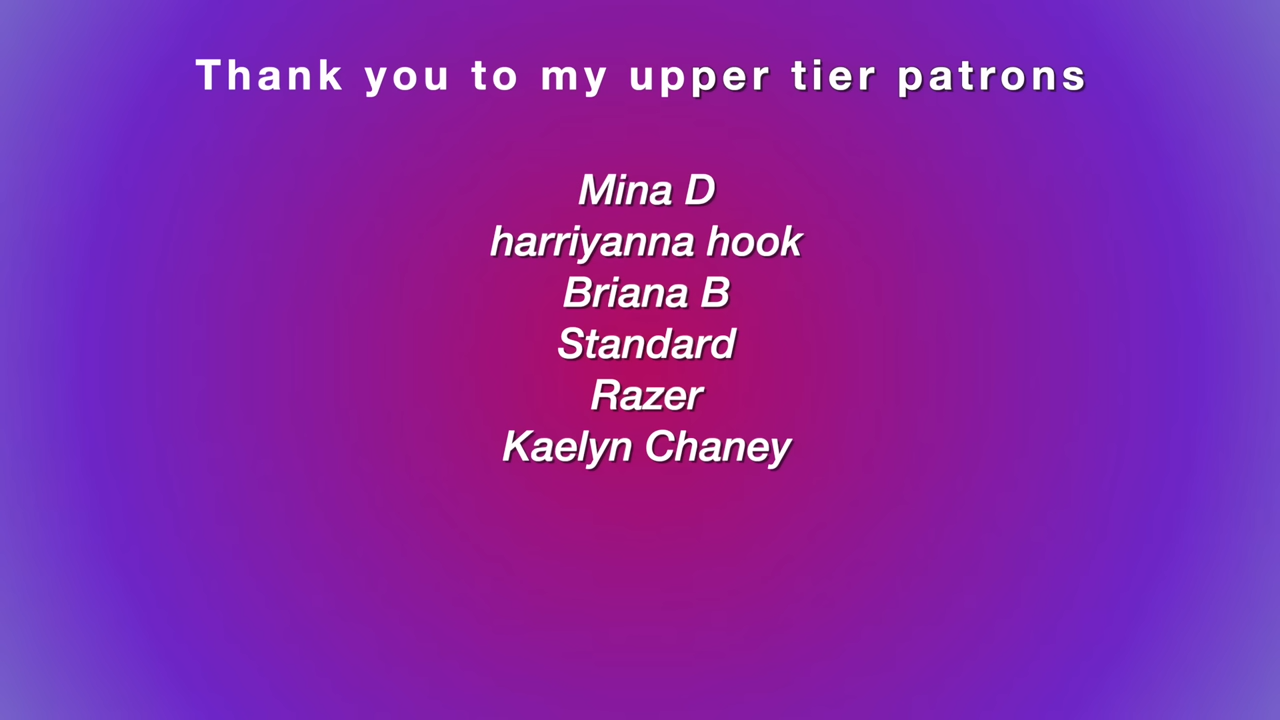 Thank you to my upper tier patrons
Mina D
harriyanna hook
Briana B
Standard
Razer
Kaelyn Chaney